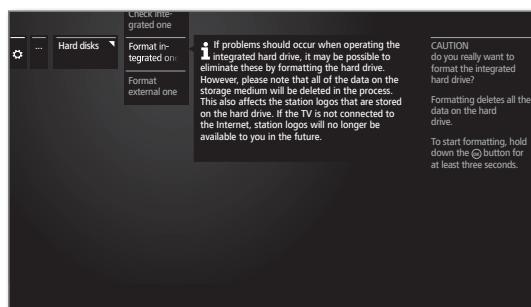 Check inte-
grated one
...
Hard disks
Format in-
tegrated one
Format
external one
If problems should occur when operating the
integrated hard drive, it may be possible to
eliminate these by formatting the hard drive.
However, please note that all of the data on the
storage medium will be deleted in the process.
This also affects the station logos that are stored
on the hard drive. If the TV is not connected to
the Internet, station logos will no longer be
available to you in the future.
CAUTION
do you really want to
format the integrated
hard drive?
Formatting deletes all the
data on the hard
drive.
To start formatting, hold
down the OK button for
at least three seconds.